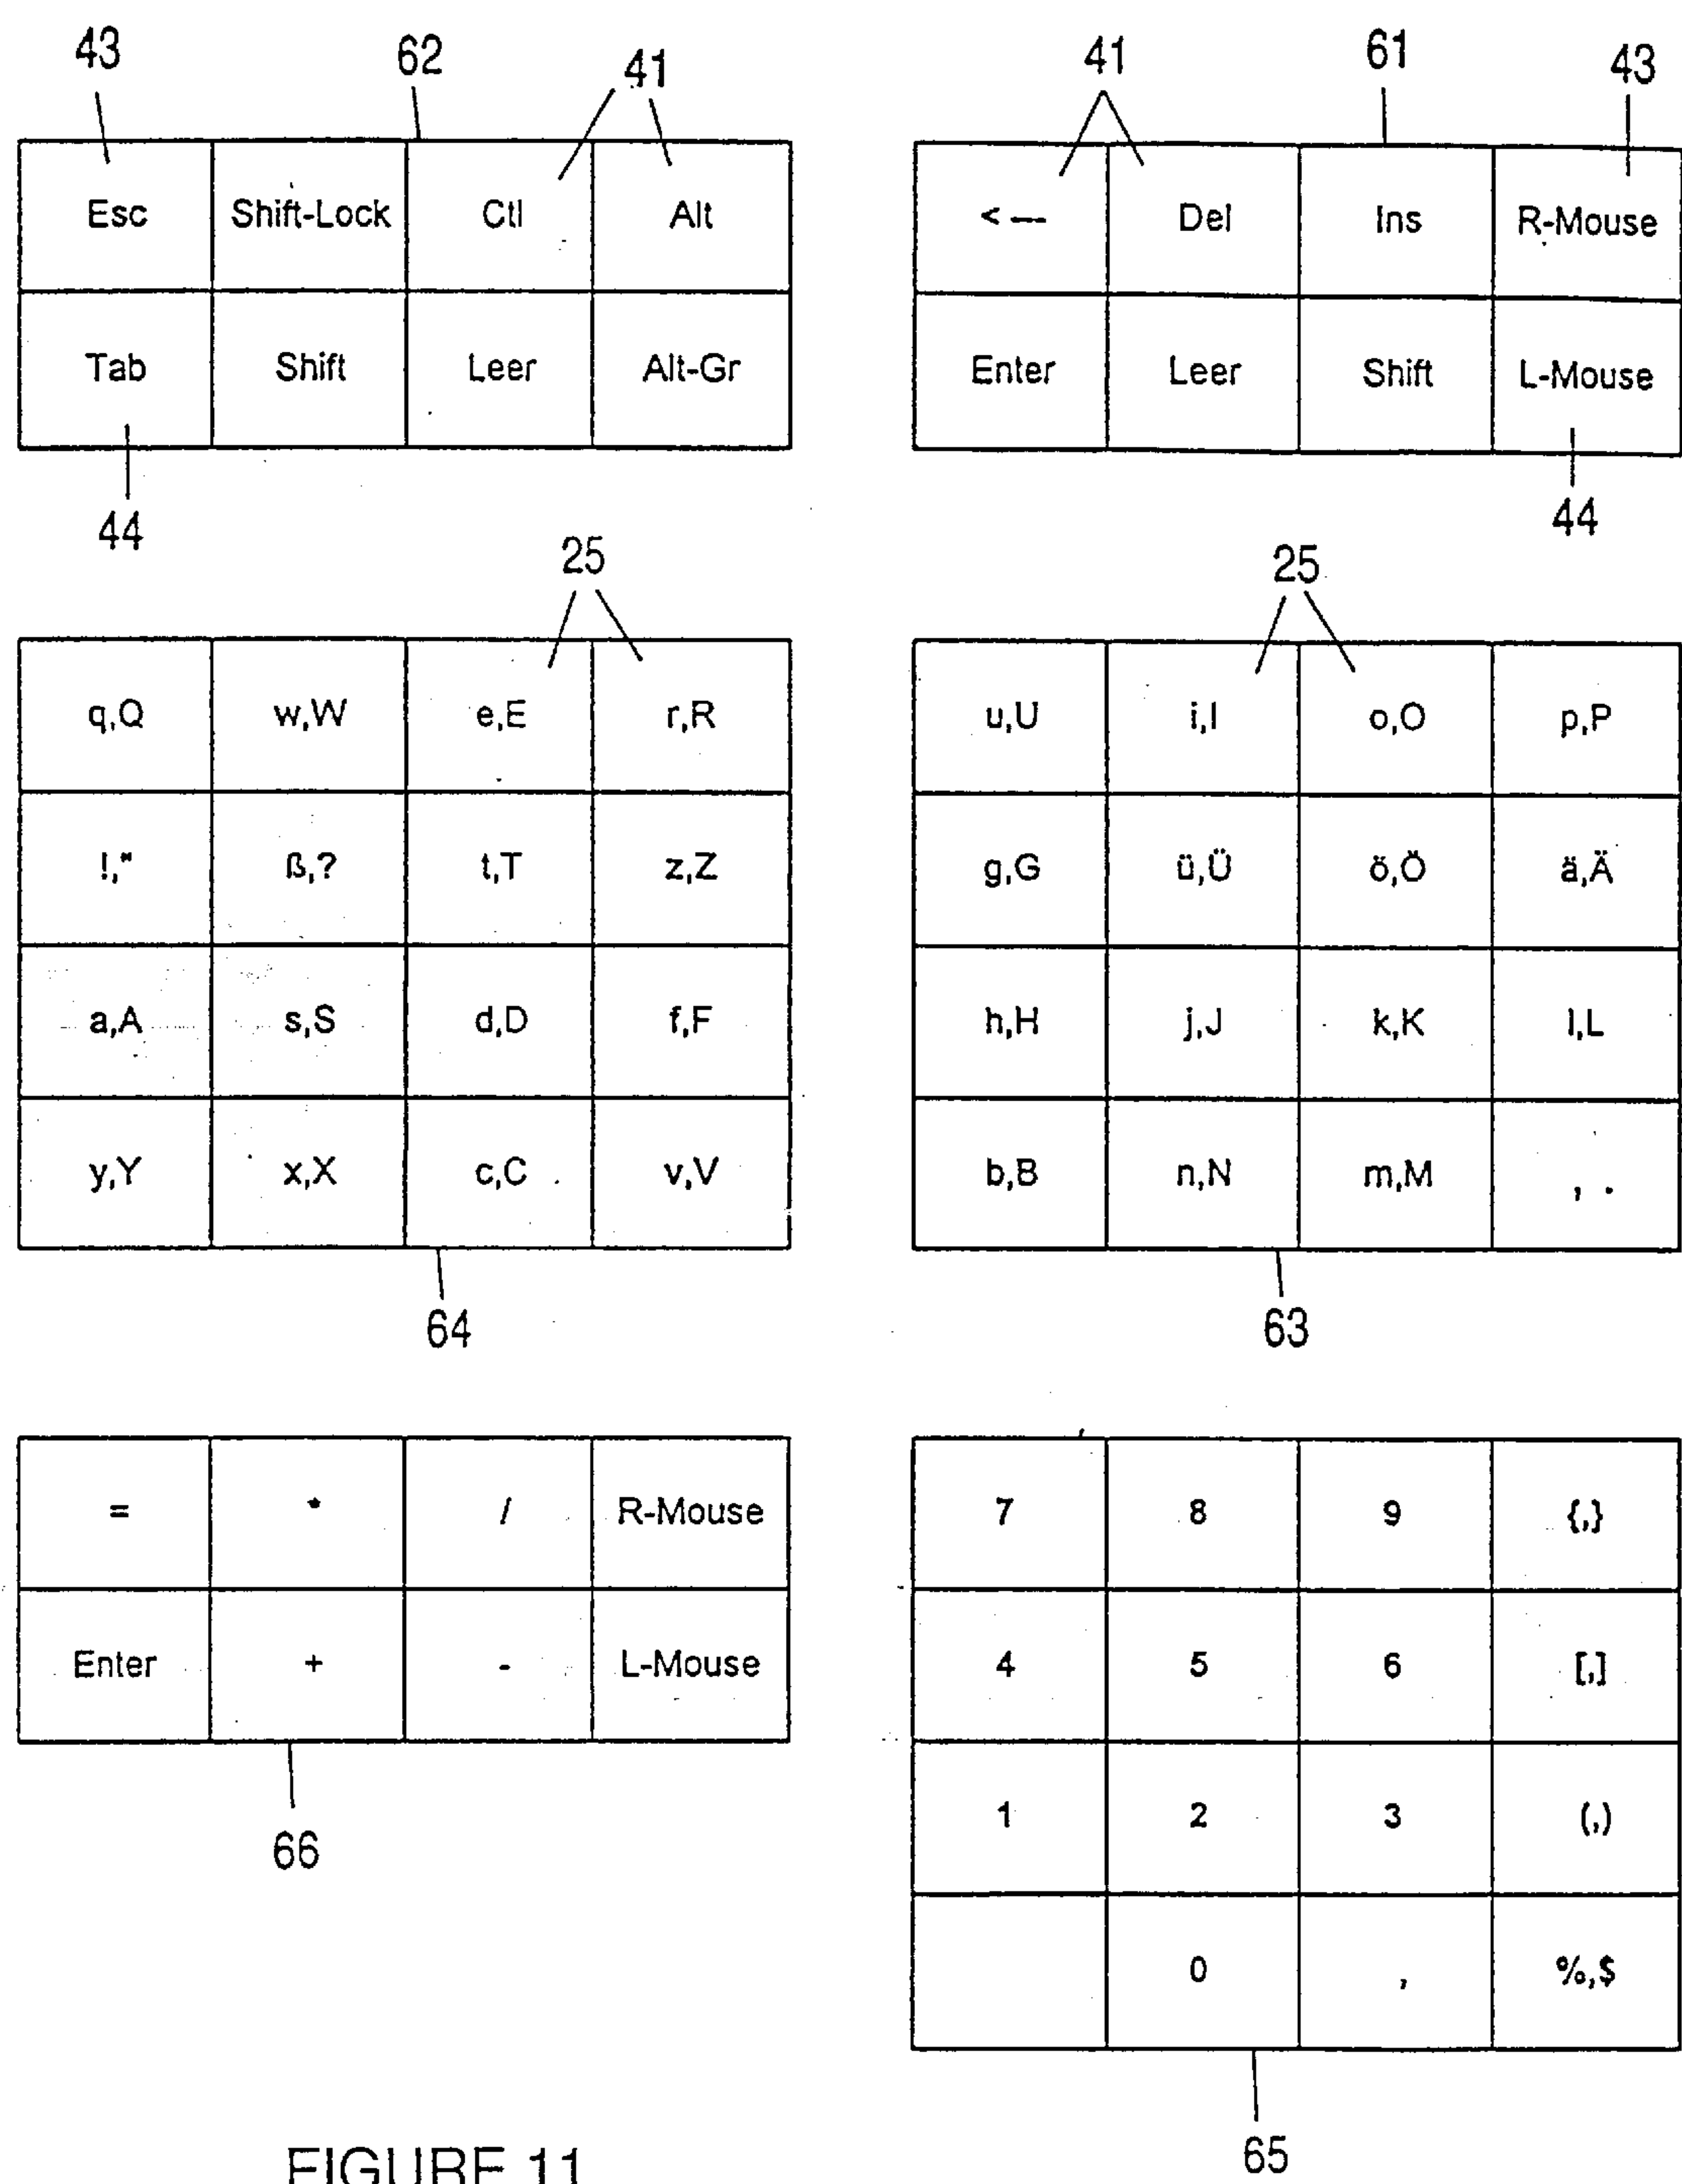 43 62 41 41 61 43
Esc Shift-Lock Ctl Alt
Tab Shift Leer Alt-Gr
<— Del Ins R-Mouse
Enter Leer Shift L-Mouse
44 44
25 25
q,Q w,W e,E r,R
!," ß,? t,T z,Z
a,A s,S d,D f,F
y,Y x,X c,C v,V
64
u,U i,I o,O p,P
g,G ü,Ü ö,Ö ä,Ä
h,H j,J k,K l,L
b,B n,N m,M , .
63
= * / R-Mouse
Enter + - L-Mouse
66
7 8 9 {,}
4 5 6 [,]
1 2 3 (,)
0 , %,$
65
FIGURE 11